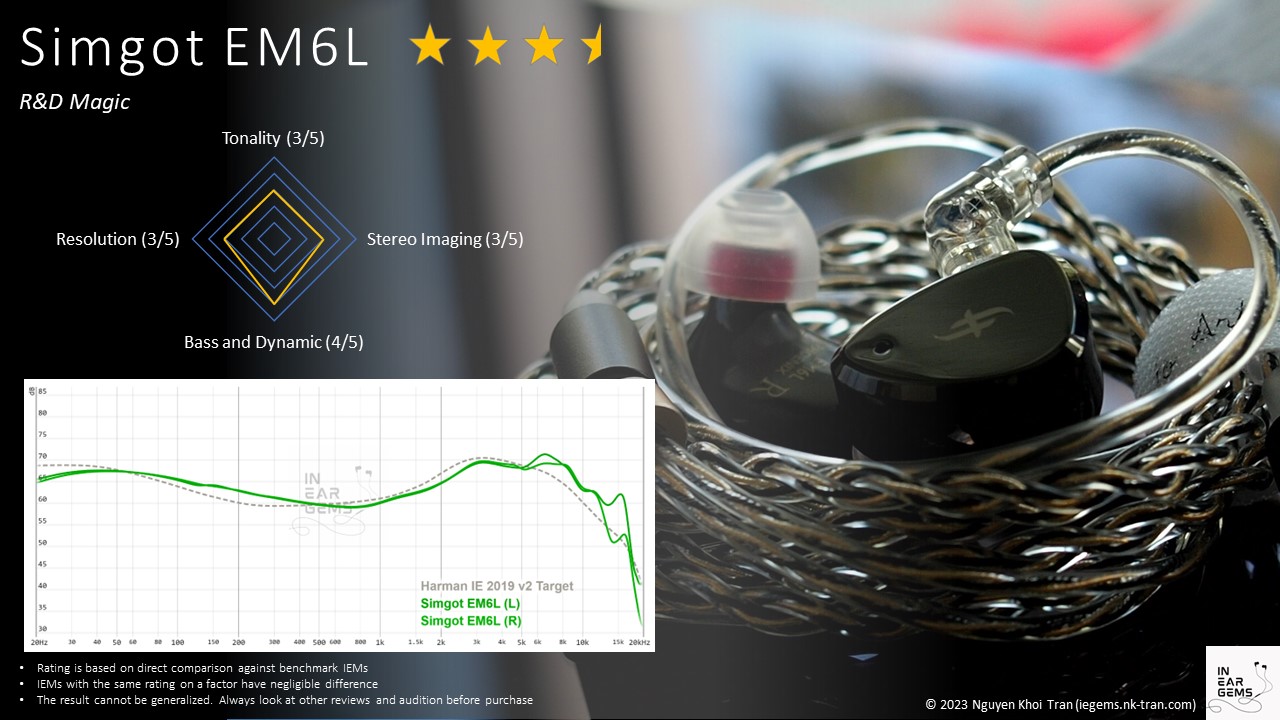 Simgot EM6L
R&D Magic
Tonality (3/5)
Resolution (3/5)
Stereo Imaging (3/5)
Bass and Dynamic (4/5)
dB
85
80
75
70
65
60
55
50
45
40
35
30
IN
EAR
GEMS
Harman IE 2019 v2 Target
Simgot EM6L (L)
Simgot EM6L (R)
20Hz 30 40 50 60 80 100 150 200 300 400 500 600 800 1k 1.5k 2k 3k 4k 5k 6k 8k 10k 15k 20kHz
• Rating is based on direct comparison against benchmark IEMs
• IEMs with the same rating on a factor have negligible difference
• The result cannot be generalized. Always look at other reviews and audition before purchase
EM6L
R
© 2023 Nguyen Khoi Tran (iegems.nk-tran.com)
IN
EAR
GEMS